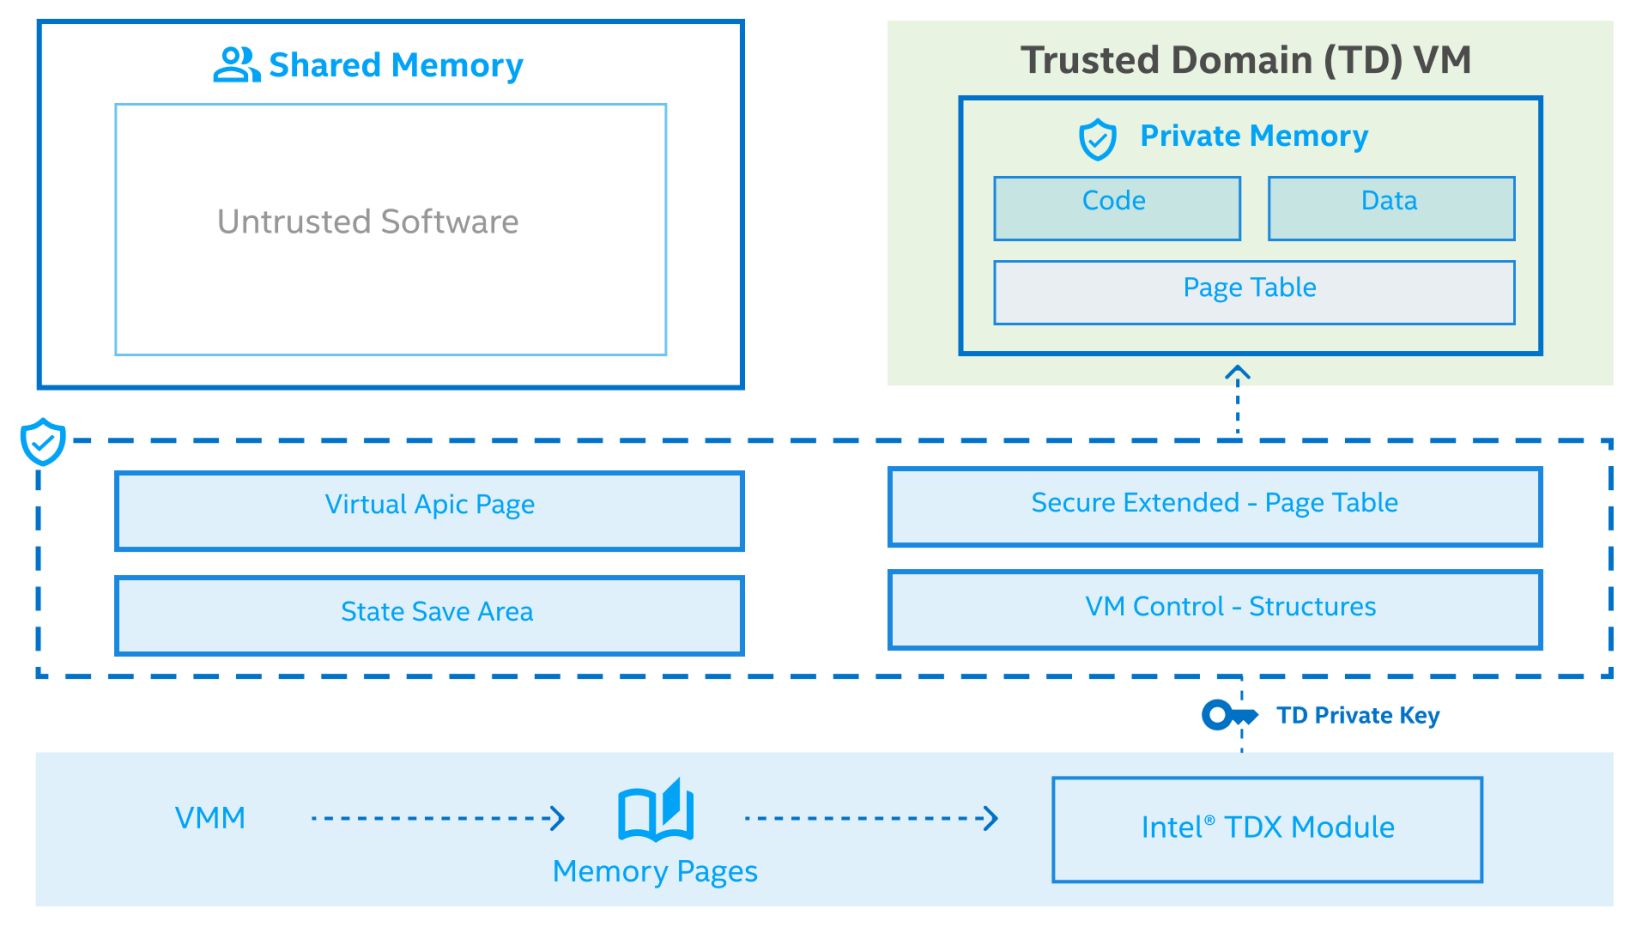 Shared Memory
Untrusted Software
Trusted Domain (TD) VM
Private Memory
Code
Data
Page Table
Virtual Apic Page
Secure Extended - Page Table
State Save Area
VM Control - Structures
TD Private Key
VMM
Memory Pages
Intel® TDX Module